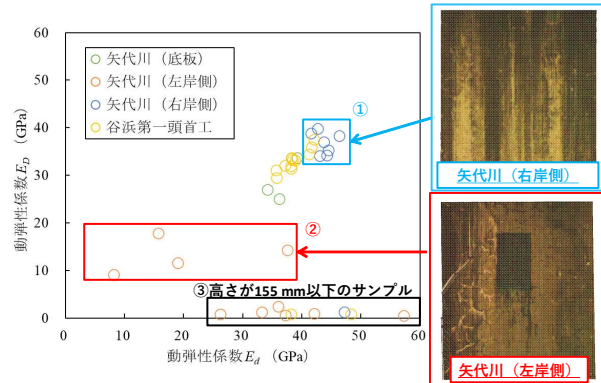 60
50
40
30
20
10
0
動弾性係数E_D (GPa)
矢代川（底板）
矢代川（左岸側）
矢代川（右岸側）
谷浜第一頭首工
①
②
③高さが155 mm以下のサンプル
0 10 20 30 40 50 60
動弾性係数E_d (GPa)
矢代川（右岸側）
矢代川（左岸側）